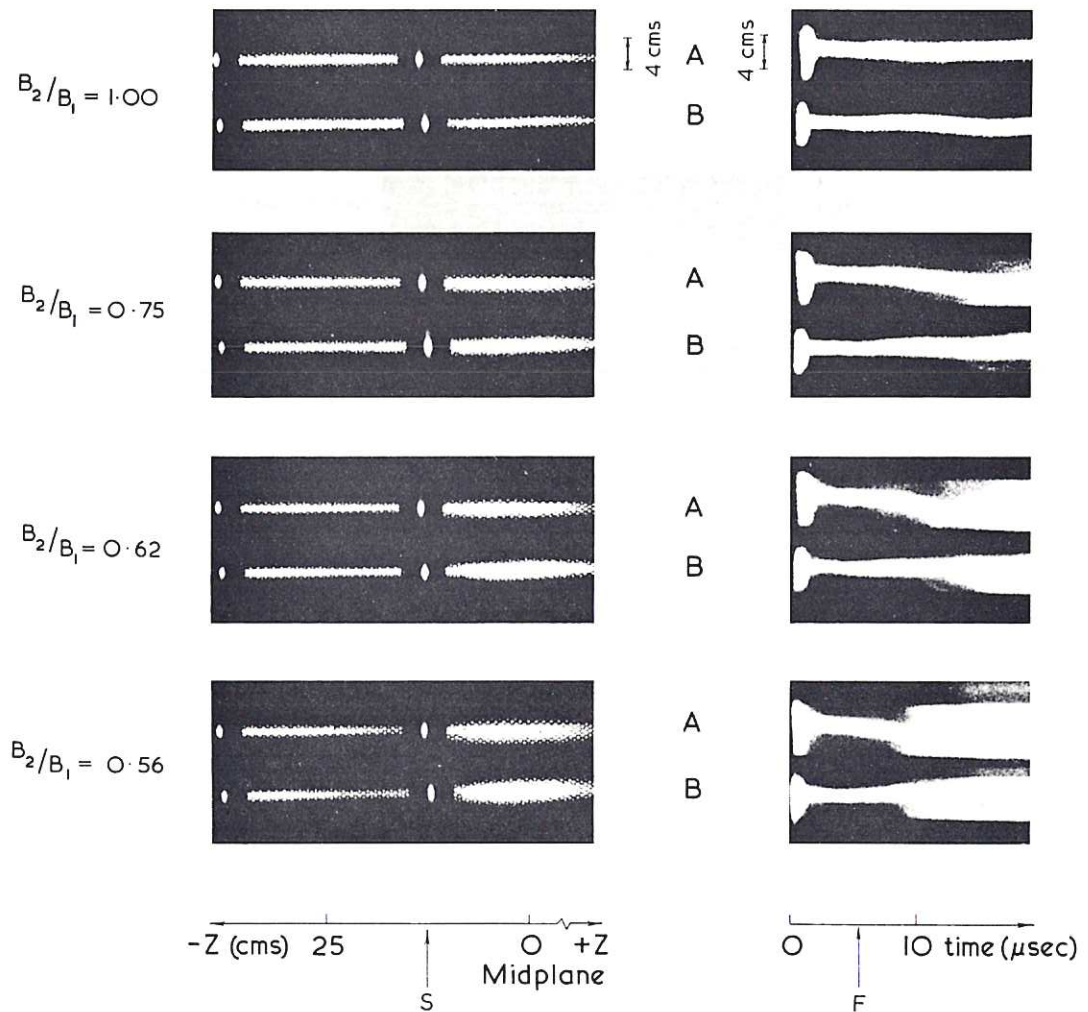 4 cms
A
4 cms
B₂/B₁ = 1·00
B
A
B₂/B₁ = 0·75
B
A
B₂/B₁ = 0·62
B
A
B₂/B₁ = 0·56
B
-Z (cms) 25 0 +Z
Midplane
S
0 10 time (μsec)
F